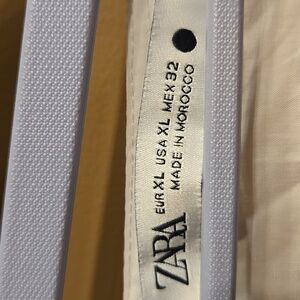 ZARA
EUR XL USA XL MEX 32
MADE IN MOROCCO